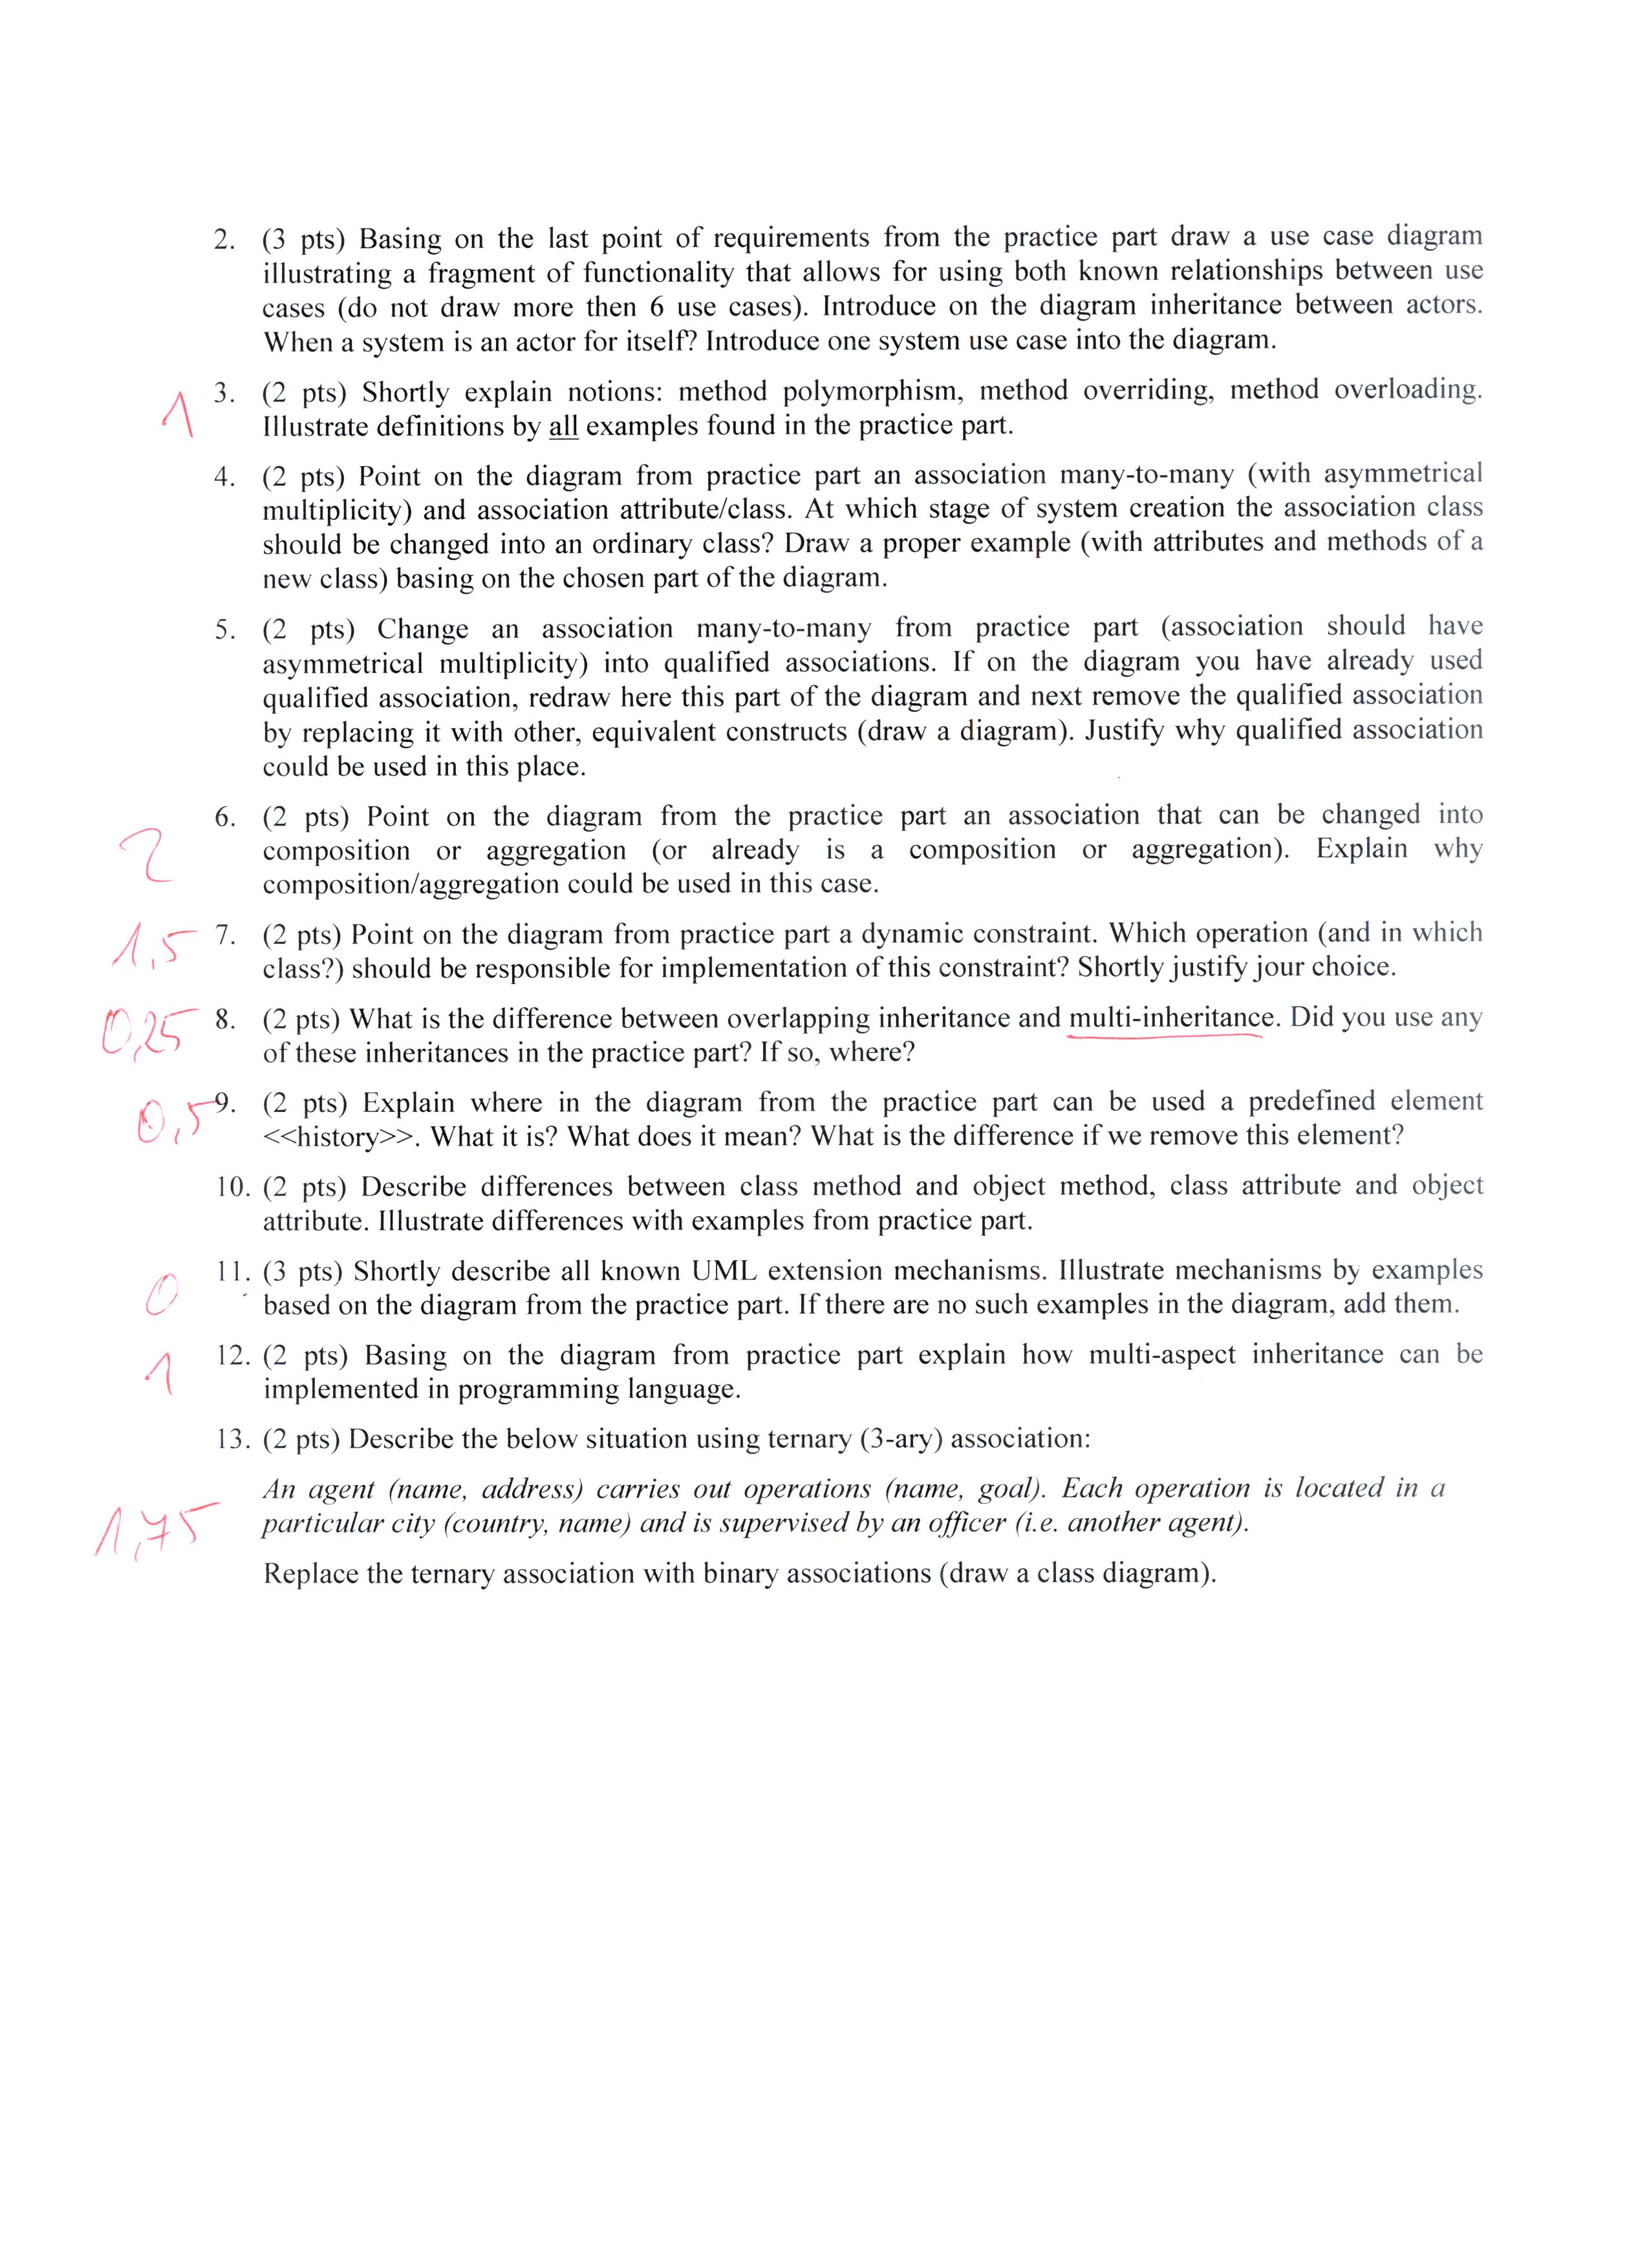 2. (3 pts) Basing on the last point of requirements from the practice part draw a use case diagram
illustrating a fragment of functionality that allows for using both known relationships between use
cases (do not draw more then 6 use cases). Introduce on the diagram inheritance between actors.
When a system is an actor for itself? Introduce one system use case into the diagram.
1 3. (2 pts) Shortly explain notions: method polymorphism, method overriding, method overloading.
Illustrate definitions by all examples found in the practice part.
4. (2 pts) Point on the diagram from practice part an association many-to-many (with asymmetrical
multiplicity) and association attribute/class. At which stage of system creation the association class
should be changed into an ordinary class? Draw a proper example (with attributes and methods of a
new class) basing on the chosen part of the diagram.
5. (2 pts) Change an association many-to-many from practice part (association should have
asymmetrical multiplicity) into qualified associations. If on the diagram you have already used
qualified association, redraw here this part of the diagram and next remove the qualified association
by replacing it with other, equivalent constructs (draw a diagram). Justify why qualified association
could be used in this place.
2 6. (2 pts) Point on the diagram from the practice part an association that can be changed into
composition or aggregation (or already is a composition or aggregation). Explain why
composition/aggregation could be used in this case.
1,5 7. (2 pts) Point on the diagram from practice part a dynamic constraint. Which operation (and in which
class?) should be responsible for implementation of this constraint? Shortly justify jour choice.
0,25 8. (2 pts) What is the difference between overlapping inheritance and multi-inheritance. Did you use any
of these inheritances in the practice part? If so, where?
0,5 9. (2 pts) Explain where in the diagram from the practice part can be used a predefined element
<<history>>. What it is? What does it mean? What is the difference if we remove this element?
10. (2 pts) Describe differences between class method and object method, class attribute and object
attribute. Illustrate differences with examples from practice part.
0 11. (3 pts) Shortly describe all known UML extension mechanisms. Illustrate mechanisms by examples
based on the diagram from the practice part. If there are no such examples in the diagram, add them.
1 12. (2 pts) Basing on the diagram from practice part explain how multi-aspect inheritance can be
implemented in programming language.
13. (2 pts) Describe the below situation using ternary (3-ary) association:
An agent (name, address) carries out operations (name, goal). Each operation is located in a
1,75 particular city (country, name) and is supervised by an officer (i.e. another agent).
Replace the ternary association with binary associations (draw a class diagram).